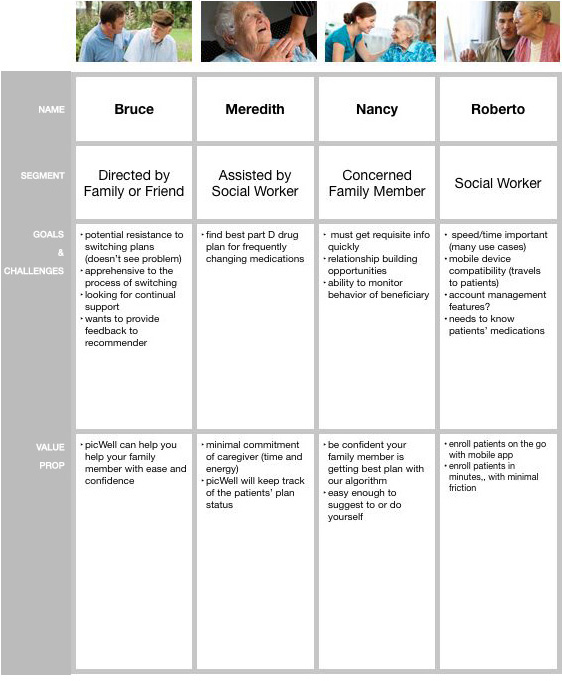 NAME
Bruce
Meredith
Nancy
Roberto
SEGMENT
Directed by
Family or Friend
Assisted by
Social Worker
Concerned
Family Member
Social Worker
GOALS
&
CHALLENGES
• potential resistance to
switching plans
(doesn't see problem)
• apprehensive to the
process of switching
• looking for continual
support
• wants to provide
feedback to
recommender
• find best part D drug
plan for frequently
changing medications
• must get requisite info
quickly
• relationship building
opportunities
• ability to monitor
behavior of beneficiary
• speed/time important
(many use cases)
• mobile device
compatibility (travels
to patients)
• account management
features?
• needs to know
patients' medications
VALUE
PROP
• picWell can help you
help your family
member with ease and
confidence
• minimal commitment
of caregiver (time and
energy)
• picWell will keep track
of the patients' plan
status
• be confident your
family member is
getting best plan with
our algorithm
• easy enough to
suggest to or do
yourself
• enroll patients on the go
with mobile app
• enroll patients in
minutes,, with minimal
friction